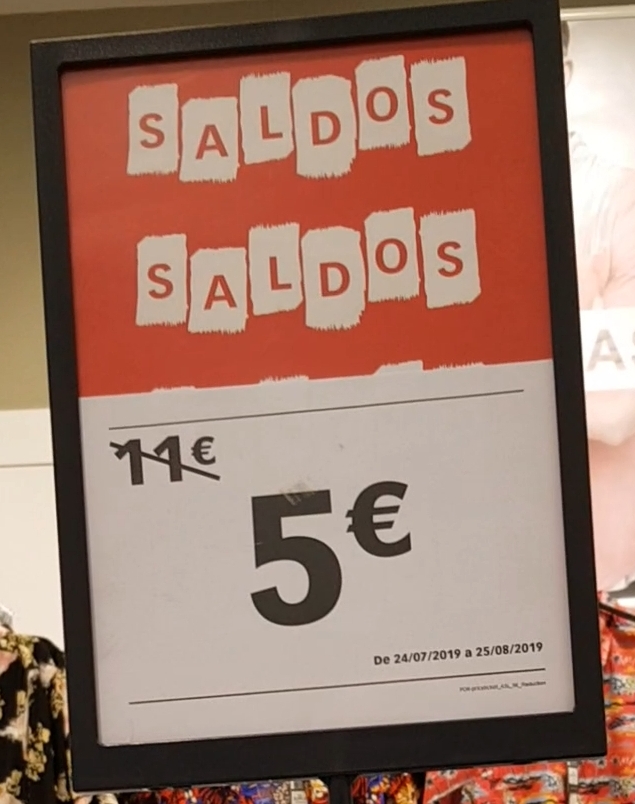 SALDOS
SALDOS
11€
5€
De 24/07/2019 a 25/08/2019